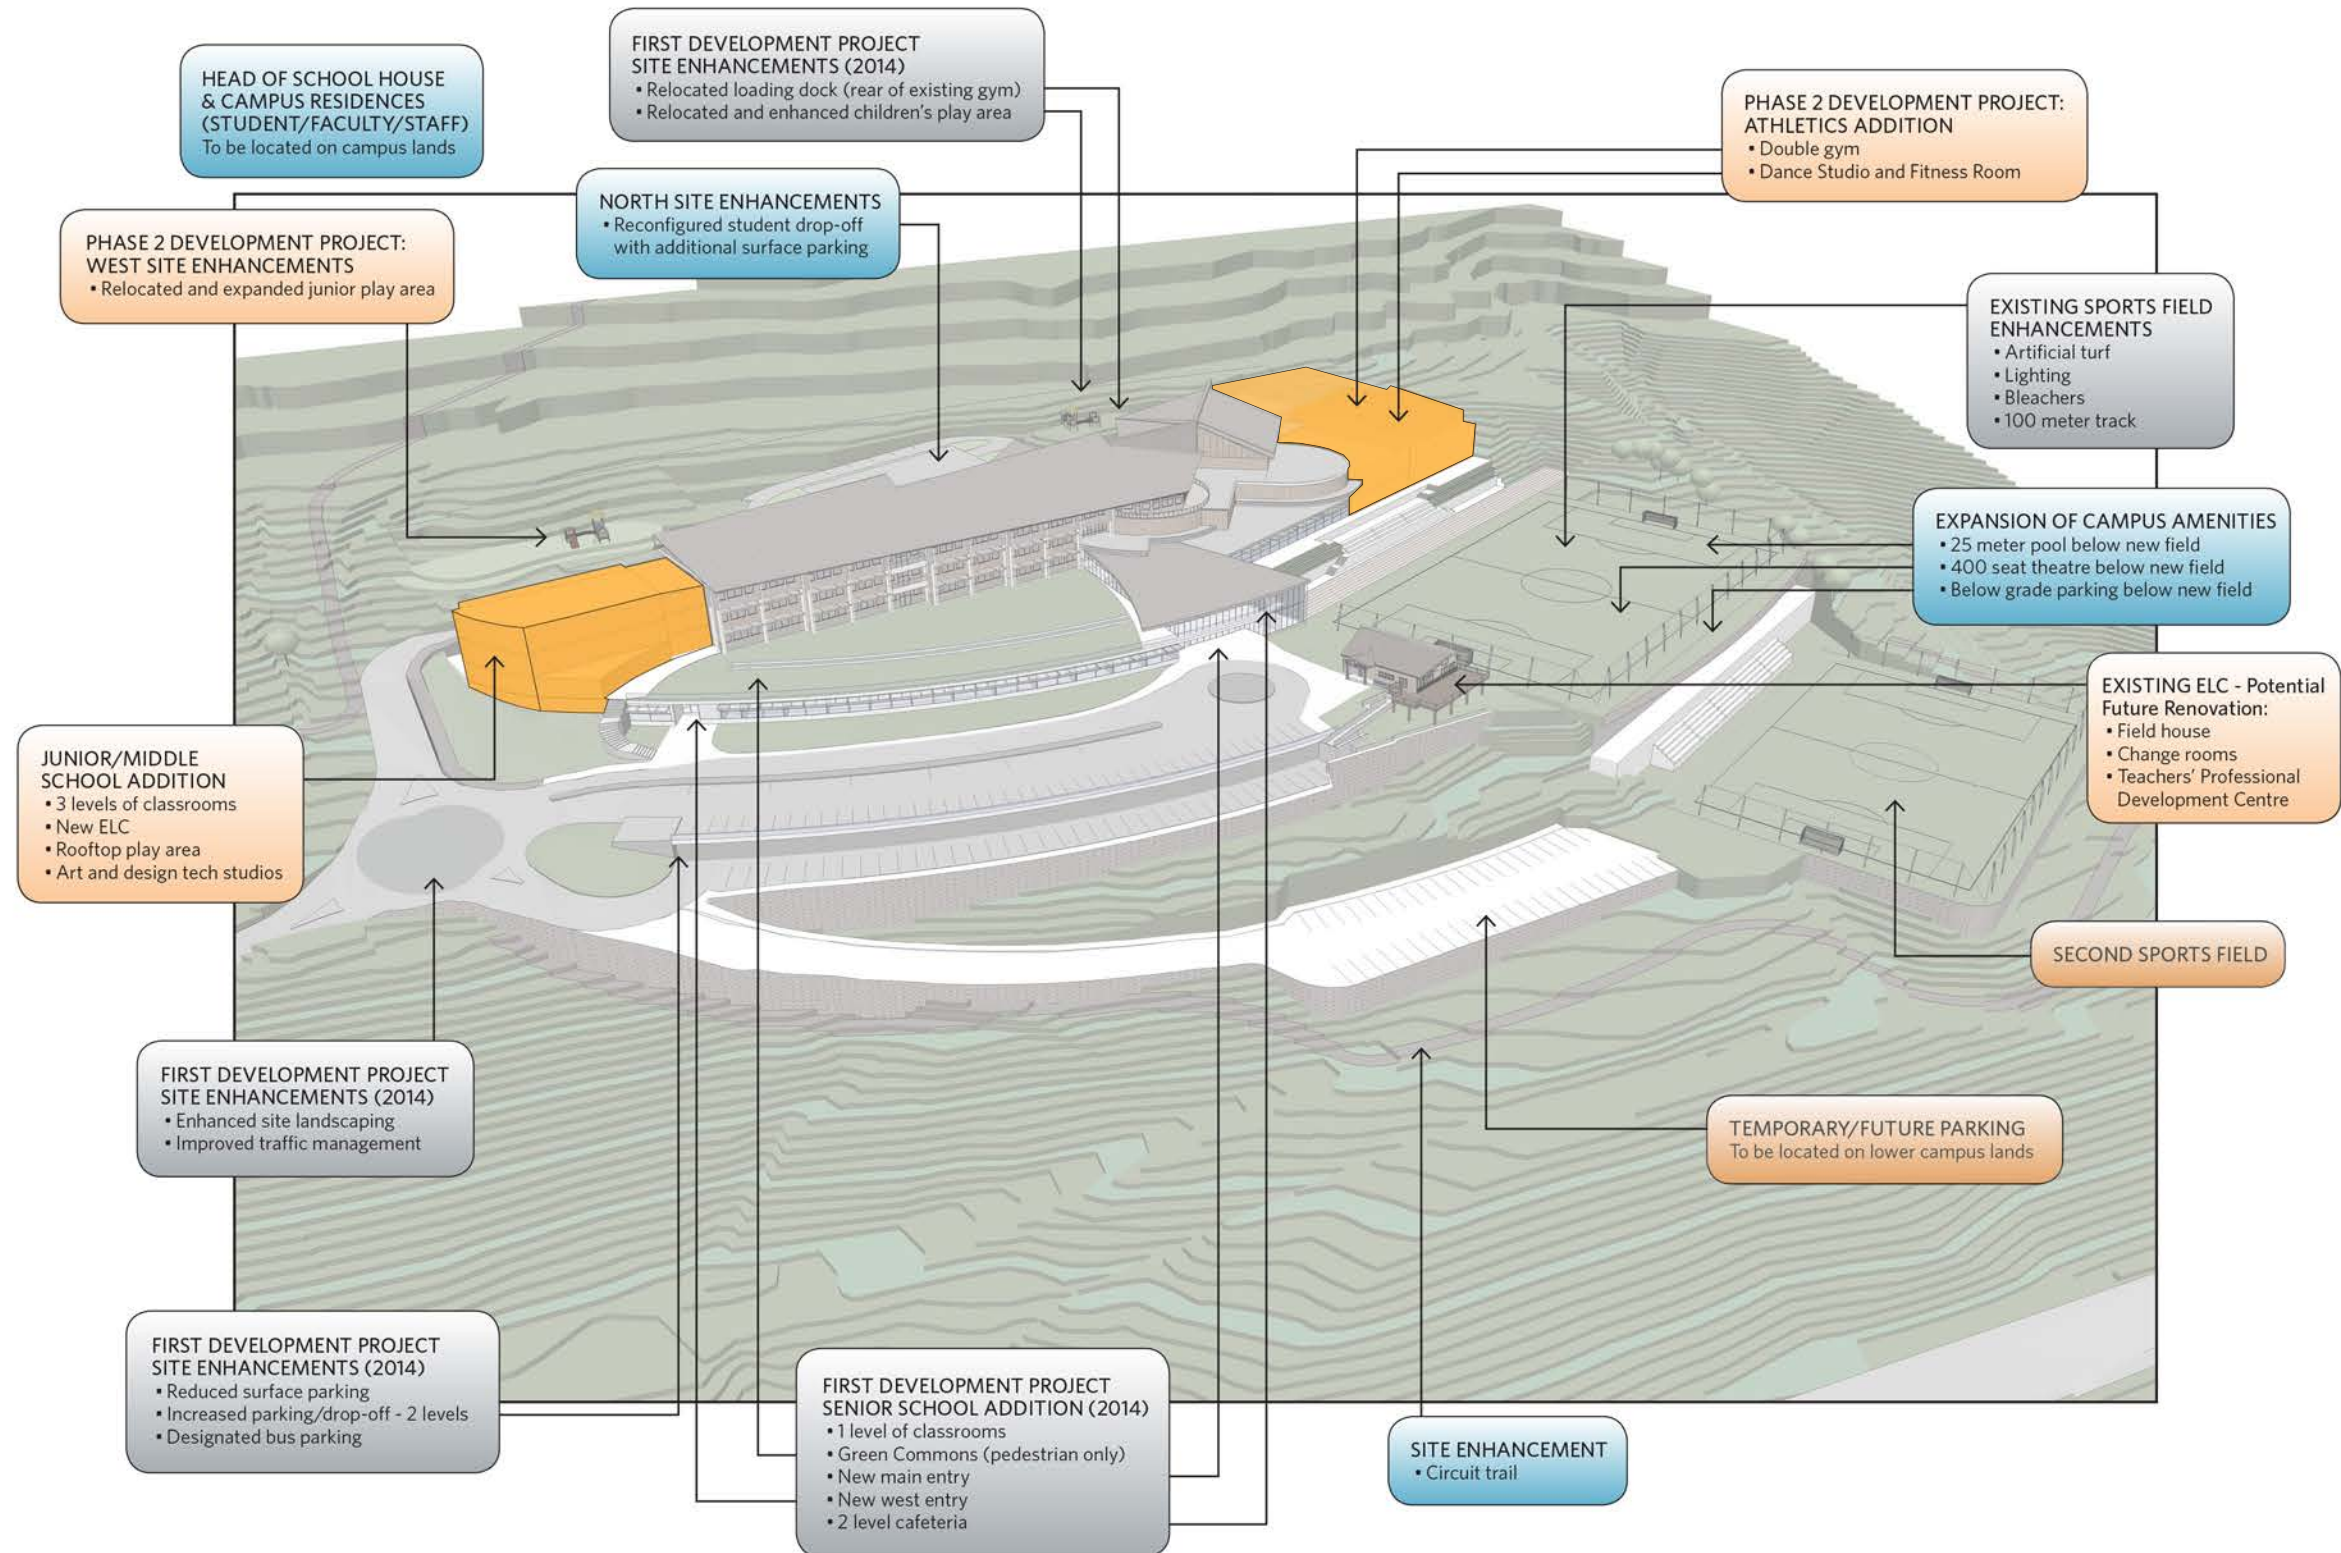 FIRST DEVELOPMENT PROJECT
SITE ENHANCEMENTS (2014)
▪ Relocated loading dock (rear of existing gym)
▪ Relocated and enhanced children's play area
HEAD OF SCHOOL HOUSE
& CAMPUS RESIDENCES
(STUDENT/FACULTY/STAFF)
To be located on campus lands
PHASE 2 DEVELOPMENT PROJECT:
ATHLETICS ADDITION
▪ Double gym
▪ Dance Studio and Fitness Room
NORTH SITE ENHANCEMENTS
▪ Reconfigured student drop-off
with additional surface parking
PHASE 2 DEVELOPMENT PROJECT:
WEST SITE ENHANCEMENTS
▪ Relocated and expanded junior play area
EXISTING SPORTS FIELD
ENHANCEMENTS
▪ Artificial turf
▪ Lighting
▪ Bleachers
▪ 100 meter track
EXPANSION OF CAMPUS AMENITIES
▪ 25 meter pool below new field
▪ 400 seat theatre below new field
▪ Below grade parking below new field
EXISTING ELC - Potential
Future Renovation:
▪ Field house
▪ Change rooms
▪ Teachers' Professional
Development Centre
JUNIOR/MIDDLE
SCHOOL ADDITION
▪ 3 levels of classrooms
▪ New ELC
▪ Rooftop play area
▪ Art and design tech studios
SECOND SPORTS FIELD
FIRST DEVELOPMENT PROJECT
SITE ENHANCEMENTS (2014)
▪ Enhanced site landscaping
▪ Improved traffic management
TEMPORARY/FUTURE PARKING
To be located on lower campus lands
FIRST DEVELOPMENT PROJECT
SITE ENHANCEMENTS (2014)
▪ Reduced surface parking
▪ Increased parking/drop-off - 2 levels
▪ Designated bus parking
FIRST DEVELOPMENT PROJECT
SENIOR SCHOOL ADDITION (2014)
▪ 1 level of classrooms
▪ Green Commons (pedestrian only)
▪ New main entry
▪ New west entry
▪ 2 level cafeteria
SITE ENHANCEMENT
▪ Circuit trail